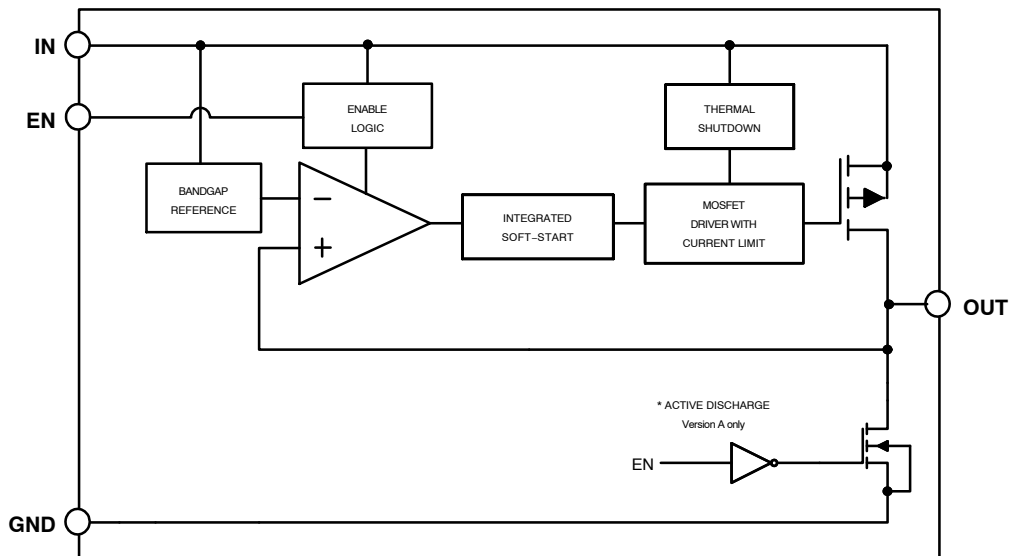 IN
EN
ENABLE
LOGIC
THERMAL
SHUTDOWN
BANDGAP
REFERENCE
−
+
INTEGRATED
SOFT−START
MOSFET
DRIVER WITH
CURRENT LIMIT
OUT
* ACTIVE DISCHARGE
Version A only
EN
GND